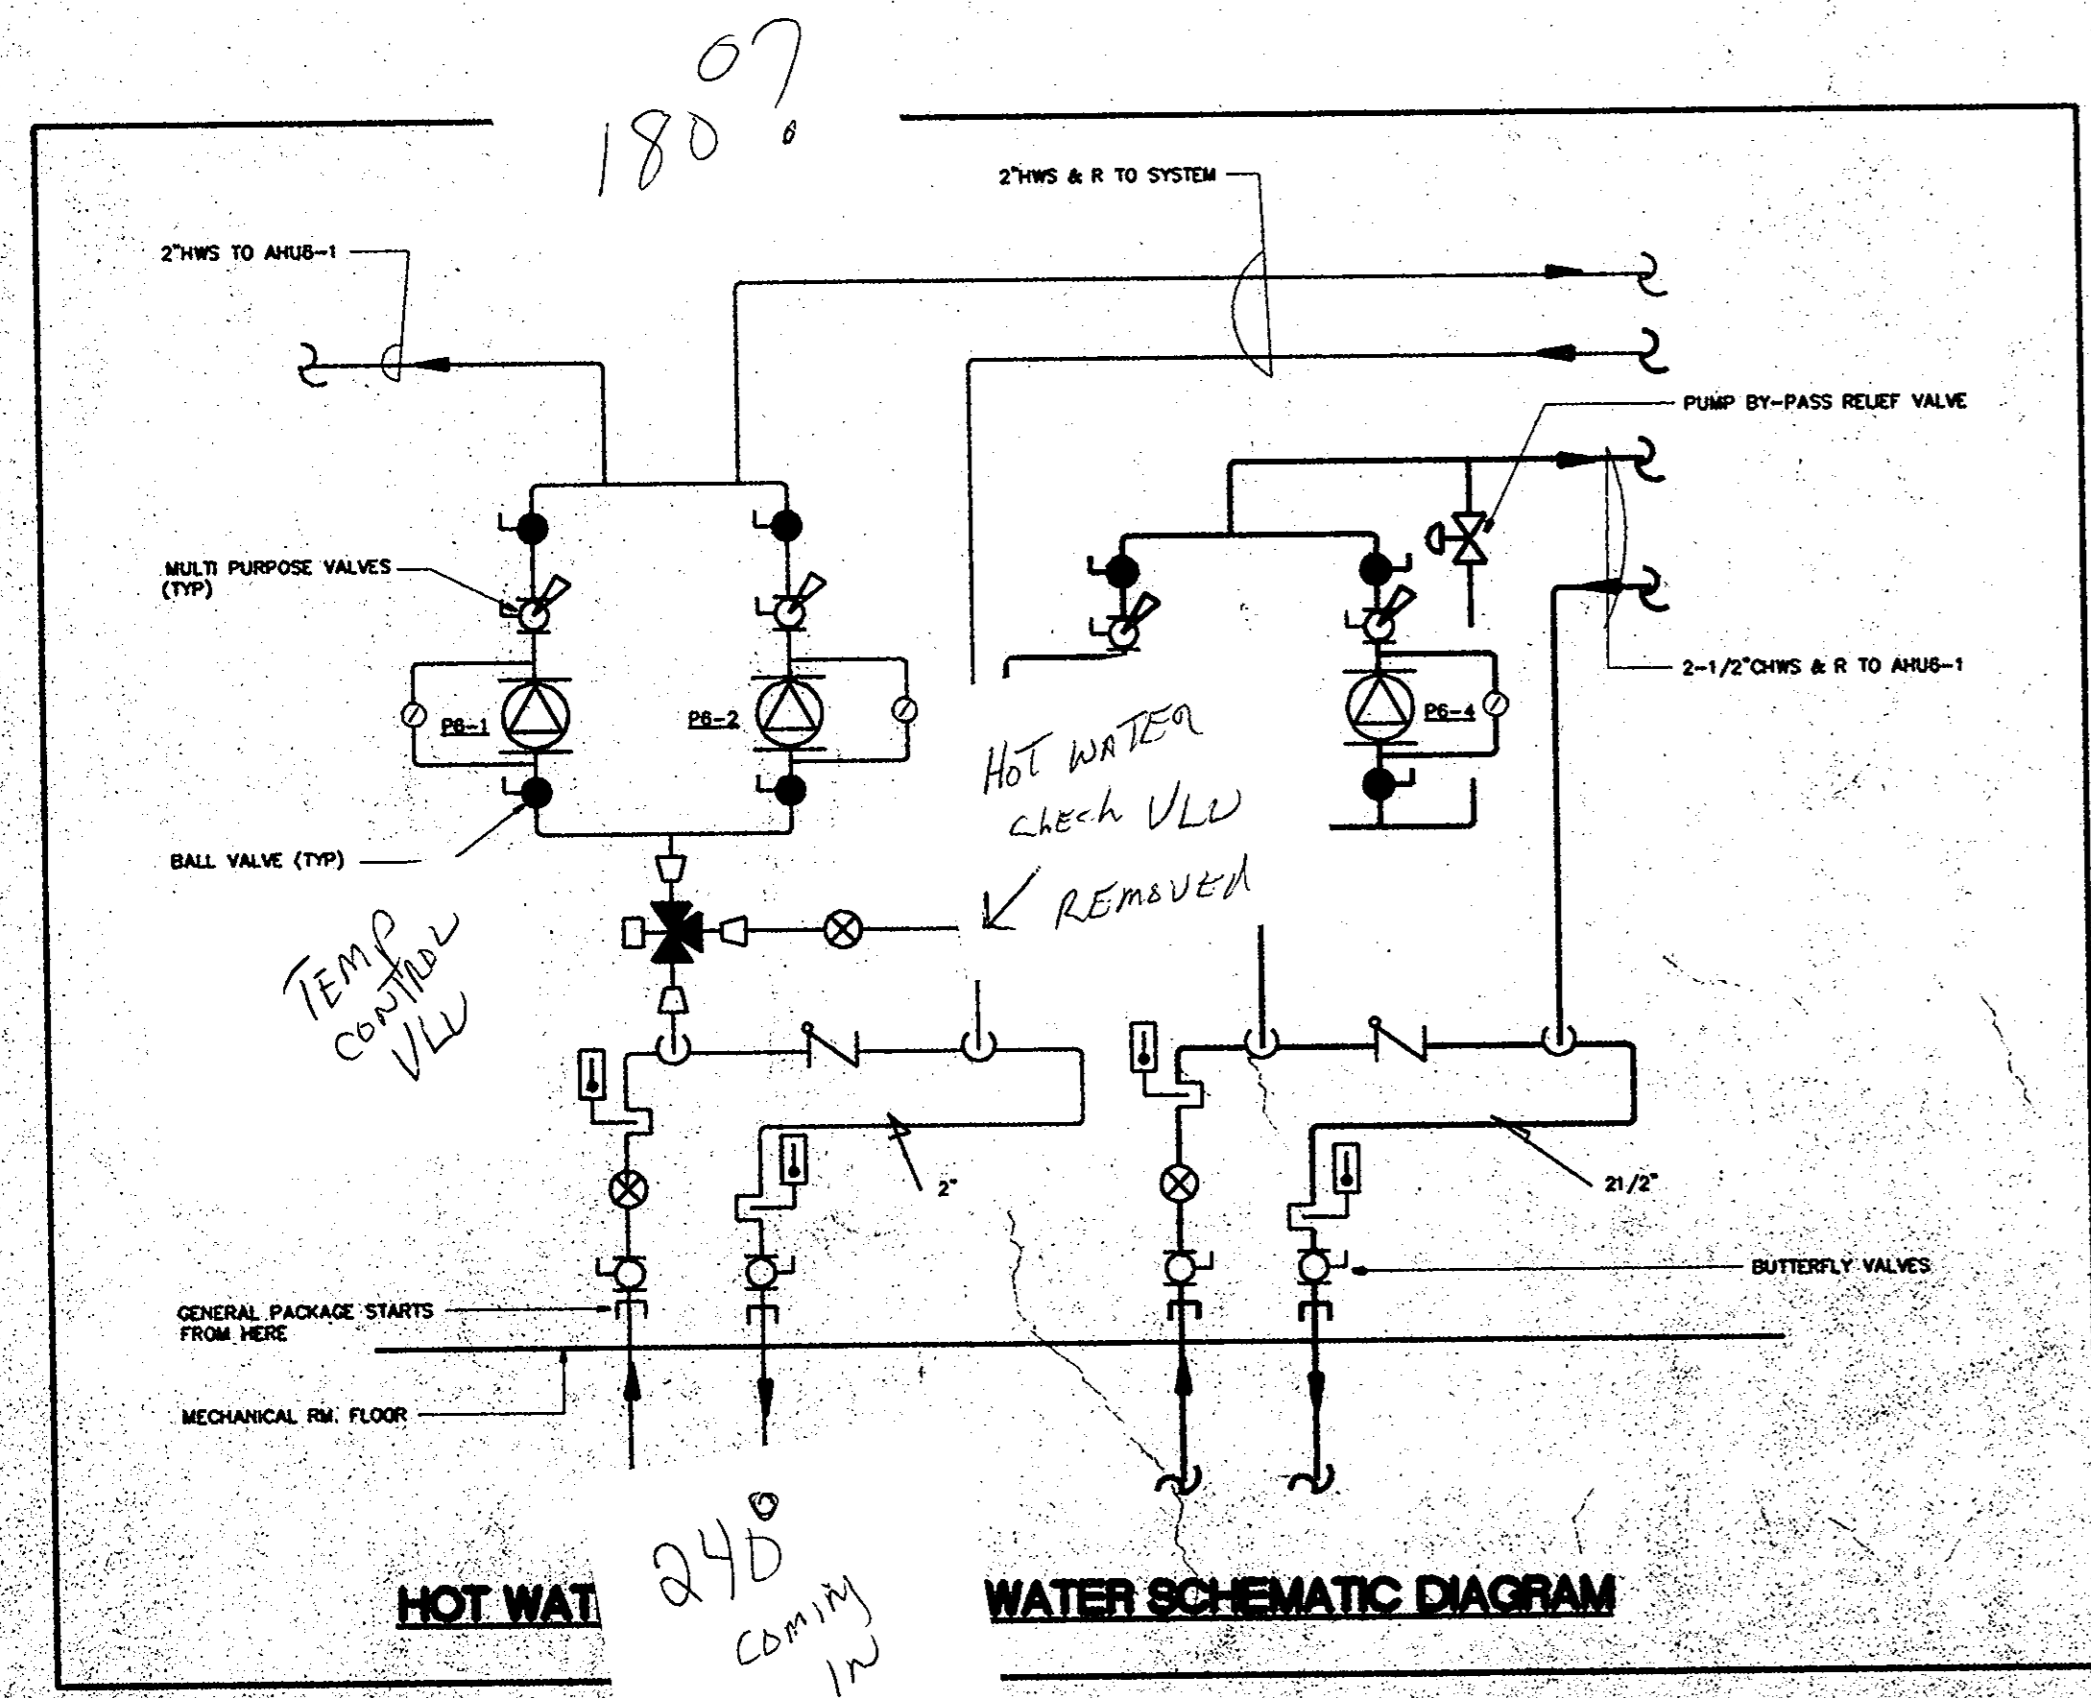 180°?
2"HWS & R TO SYSTEM
2"HWS TO AHU6-1
PUMP BY-PASS RELIEF VALVE
MULTI PURPOSE VALVES
(TYP)
2-1/2"CHWS & R TO AHU6-1
P6-1
P6-2
P6-4
HOT WATER
CHECK VLV
REMOVED
BALL VALVE (TYP)
TEMP
CONTROL
VLV
2"
21/2"
BUTTERFLY VALVES
GENERAL PACKAGE STARTS
FROM HERE
MECHANICAL RM. FLOOR
240°
COMING
IN
HOT WAT WATER SCHEMATIC DIAGRAM